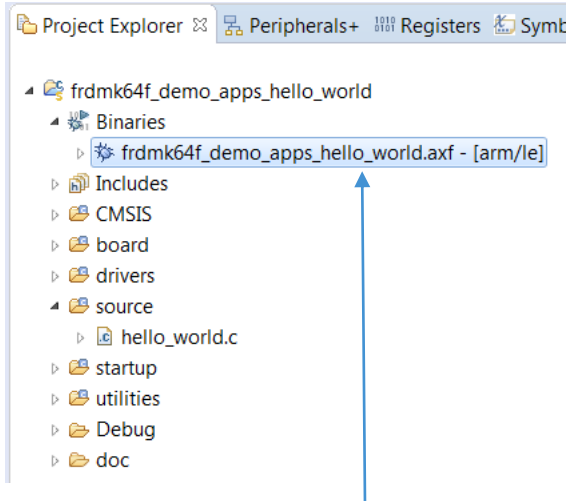 Project Explorer Peripherals+ Registers Symb
frdmk64f_demo_apps_hello_world
Binaries
frdmk64f_demo_apps_hello_world.axf - [arm/le]
Includes
CMSIS
board
drivers
source
hello_world.c
startup
utilities
Debug
doc